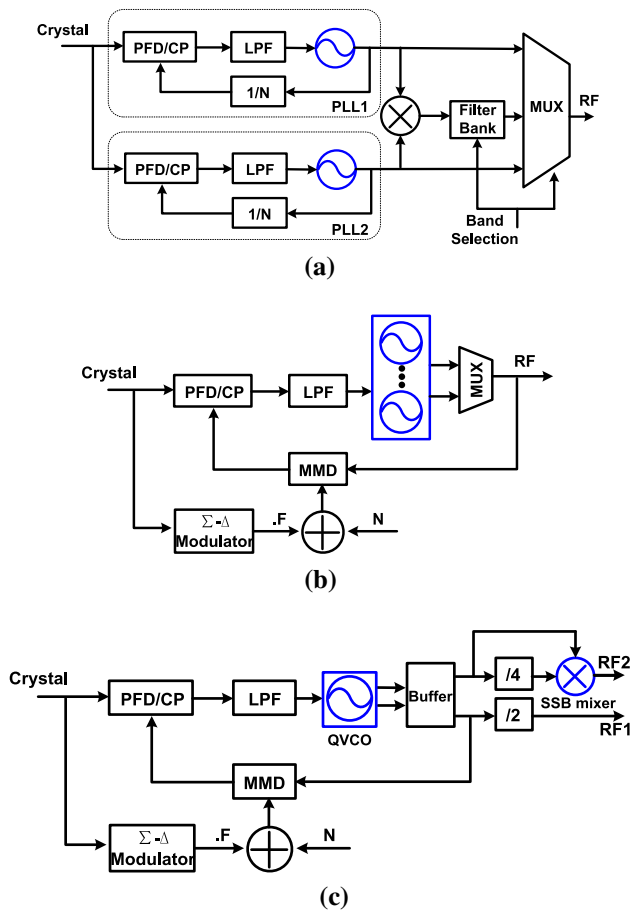 Crystal
PFD/CP
LPF
1/N
PLL1
PFD/CP
LPF
1/N
PLL2
Filter
Bank
MUX
RF
Band
Selection
(a)
Crystal
PFD/CP
LPF
MUX
RF
MMD
Σ-Δ
Modulator
.F
N
(b)
Crystal
PFD/CP
LPF
QVCO
Buffer
/4
RF2
SSB mixer
/2
RF1
MMD
Σ-Δ
Modulator
.F
N
(c)